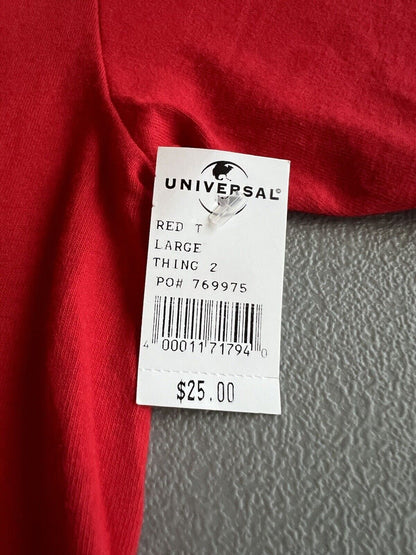 UNIVERSAL©
RED T
LARGE
THING 2
PO# 769975
4 00011 71794 0
$25.00